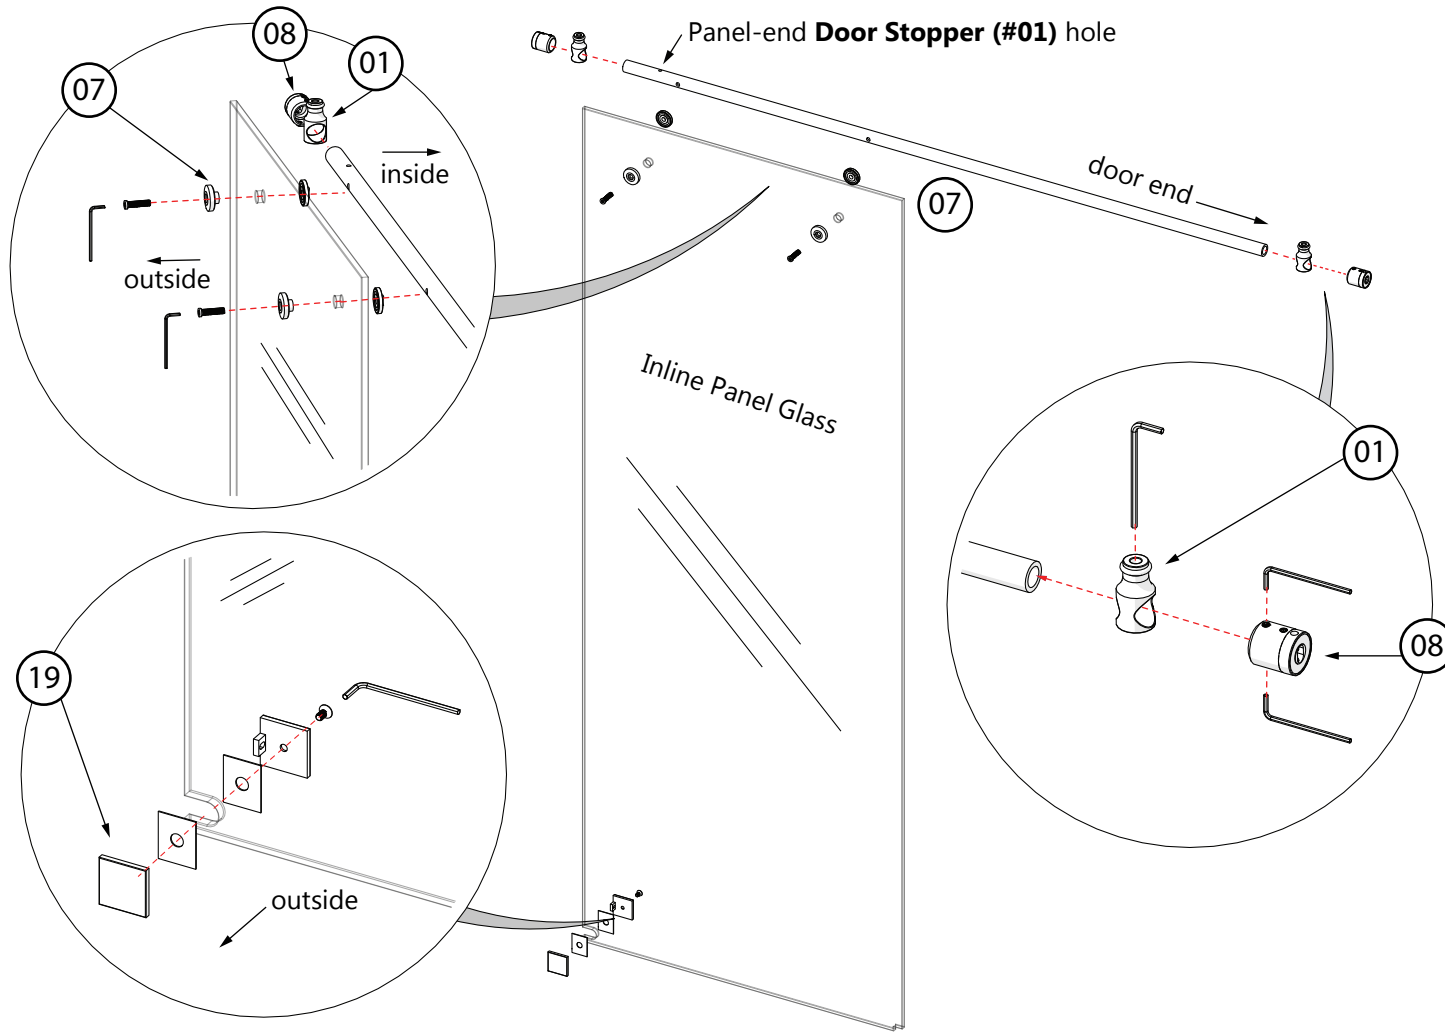 Panel-end Door Stopper (#01) hole
08
01
07
inside
outside
door end
07
Inline Panel Glass
01
08
19
outside